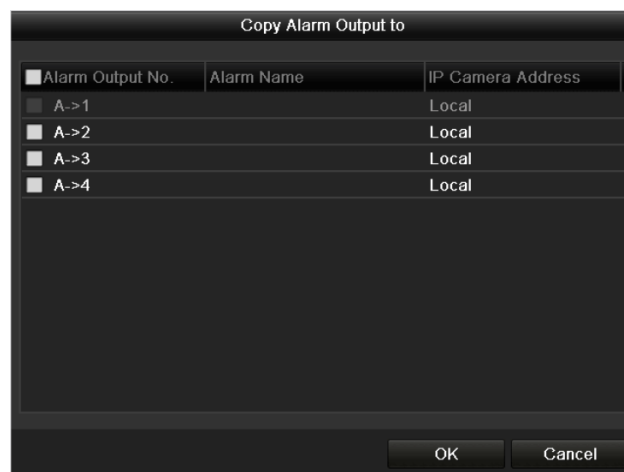 Copy Alarm Output to
Alarm Output No. Alarm Name IP Camera Address
A->1 Local
A->2 Local
A->3 Local
A->4 Local
OK Cancel